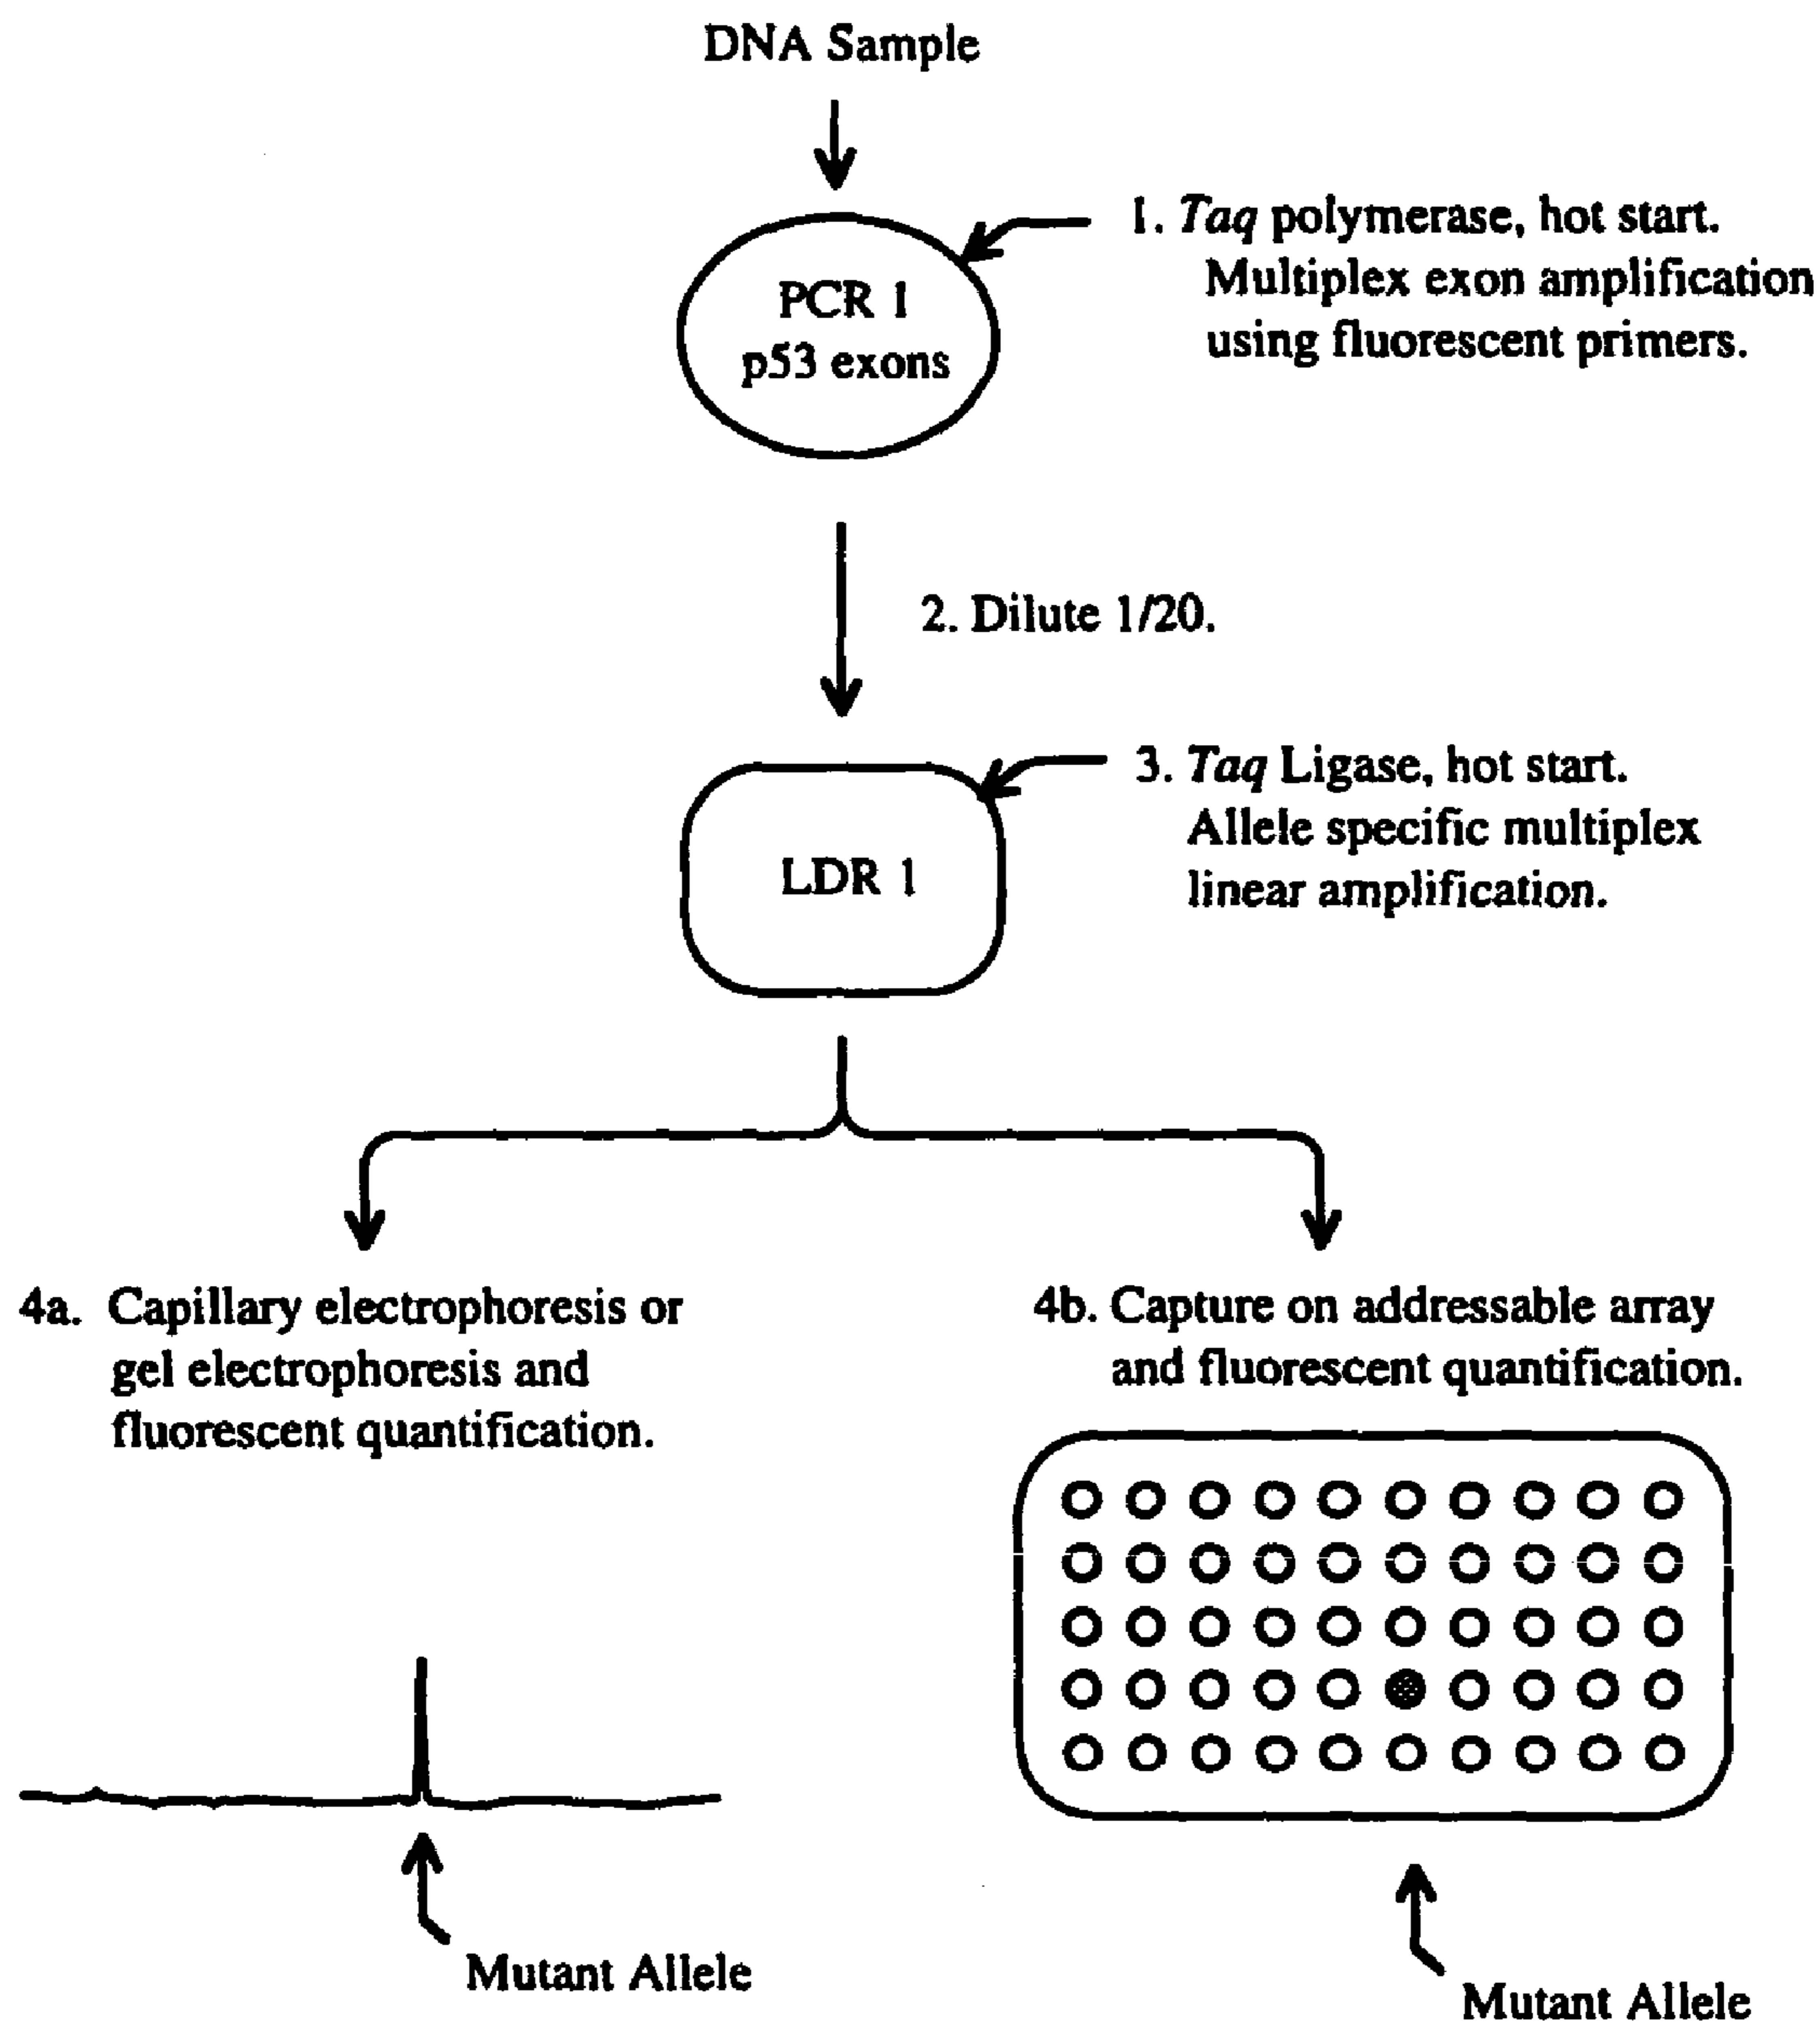 DNA Sample
PCR 1
p53 exons
1. Taq polymerase, hot start.
Multiplex exon amplification
using fluorescent primers.
2. Dilute 1/20.
LDR 1
3. Taq Ligase, hot start.
Allele specific multiplex
linear amplification.
4a. Capillary electrophoresis or
gel electrophoresis and
fluorescent quantification.
4b. Capture on addressable array
and fluorescent quantification.
Mutant Allele
Mutant Allele